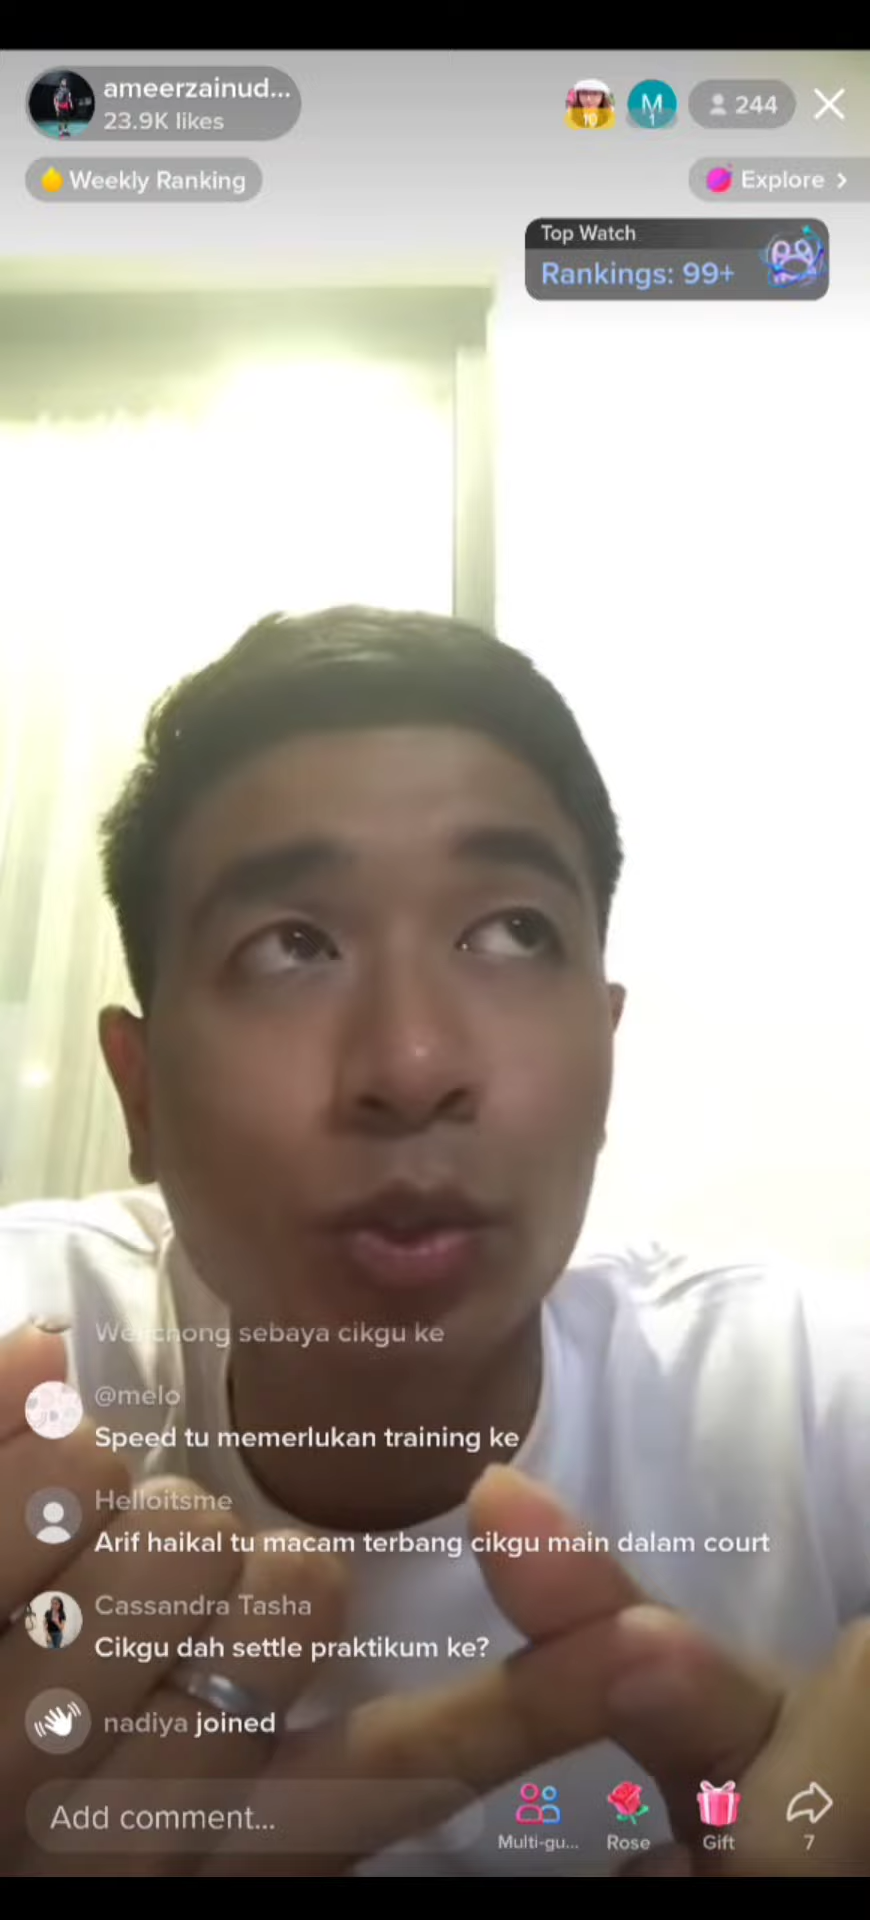 ameerzainud...
23.9K likes
10
M
1
244
Weekly Ranking
Explore
Top Watch
Rankings: 99+
sebaya cikgu ke
@melo
Speed tu memerlukan training ke
Helloitsme
Arif haikal tu macam terbang cikgu main dalam court
Cassandra Tasha
Cikgu dah settle praktikum ke?
nadiya joined
Add comment...
Multi-gu...
Rose
Gift
7